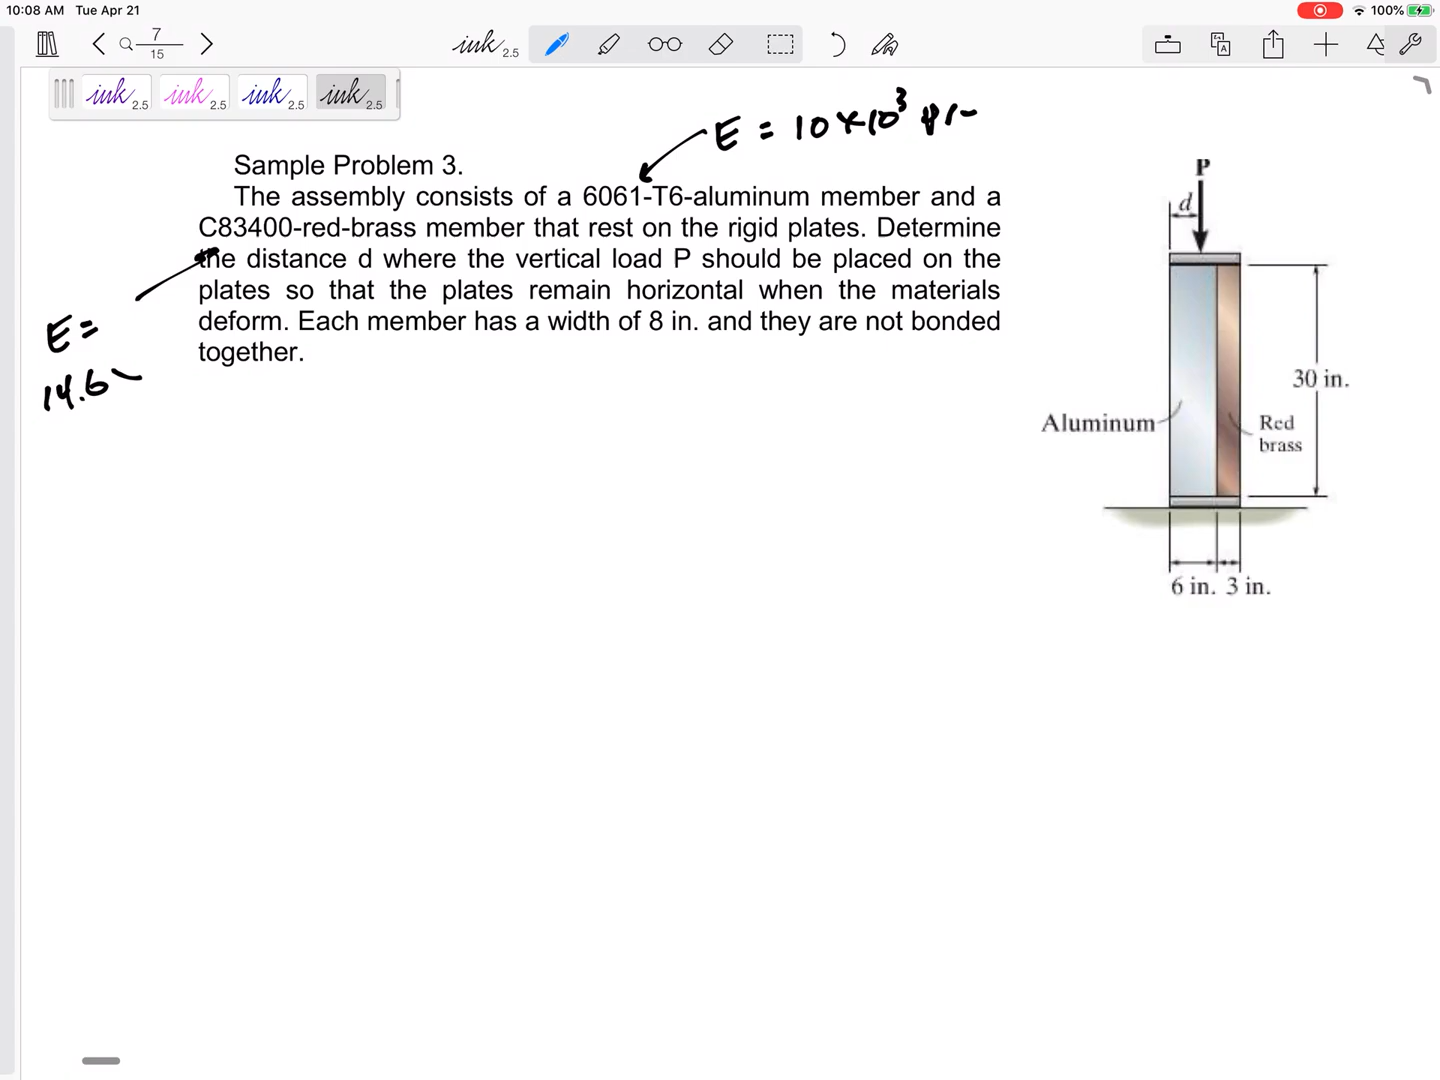 10:08 AM Tue Apr 21
100%
7
15
ink 2.5
ink 2.5
ink 2.5
ink 2.5
ink 2.5
E = 10 × 10³
Sample Problem 3.
The assembly consists of a 6061-T6-aluminum member and a
C83400-red-brass member that rest on the rigid plates. Determine
the distance d where the vertical load P should be placed on the
plates so that the plates remain horizontal when the materials
deform. Each member has a width of 8 in. and they are not bonded
together.
E =
14.6
P
d
30 in.
Aluminum
Red
brass
6 in. 3 in.